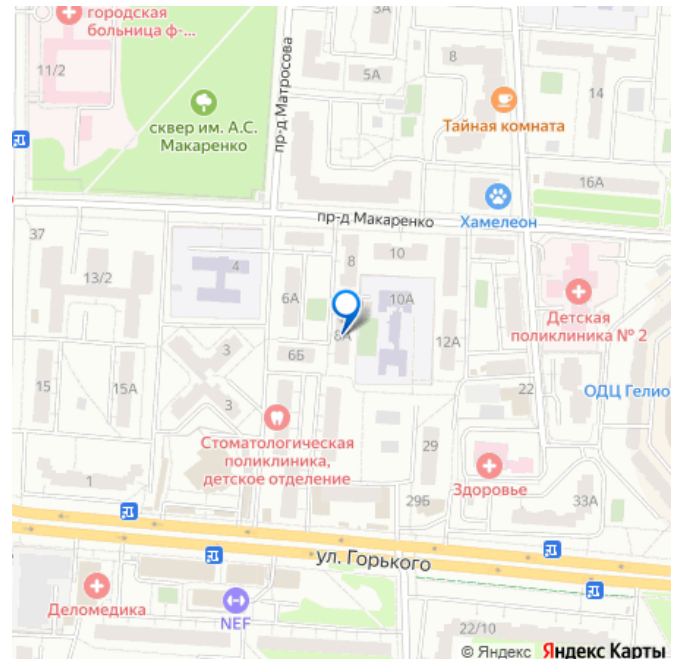 городская
больница ф-...
11/2
3А
8
5А
14
пр-д Матросова
сквер им. А.С.
Макаренко
Тайная комната
16А
пр-д Макаренко
Хамелеон
37
13/2
4
8
10
6А
10А
Детская
поликлиника № 2
8А
12А
3
6Б
15
15А
22
ОДЦ Гелио
3
Стоматологическая
поликлиника,
детское отделение
29
Здоровье
1
29Б
33А
ул. Горького
Деломедика
NEF
22/10
© Яндекс Яндекс Карты